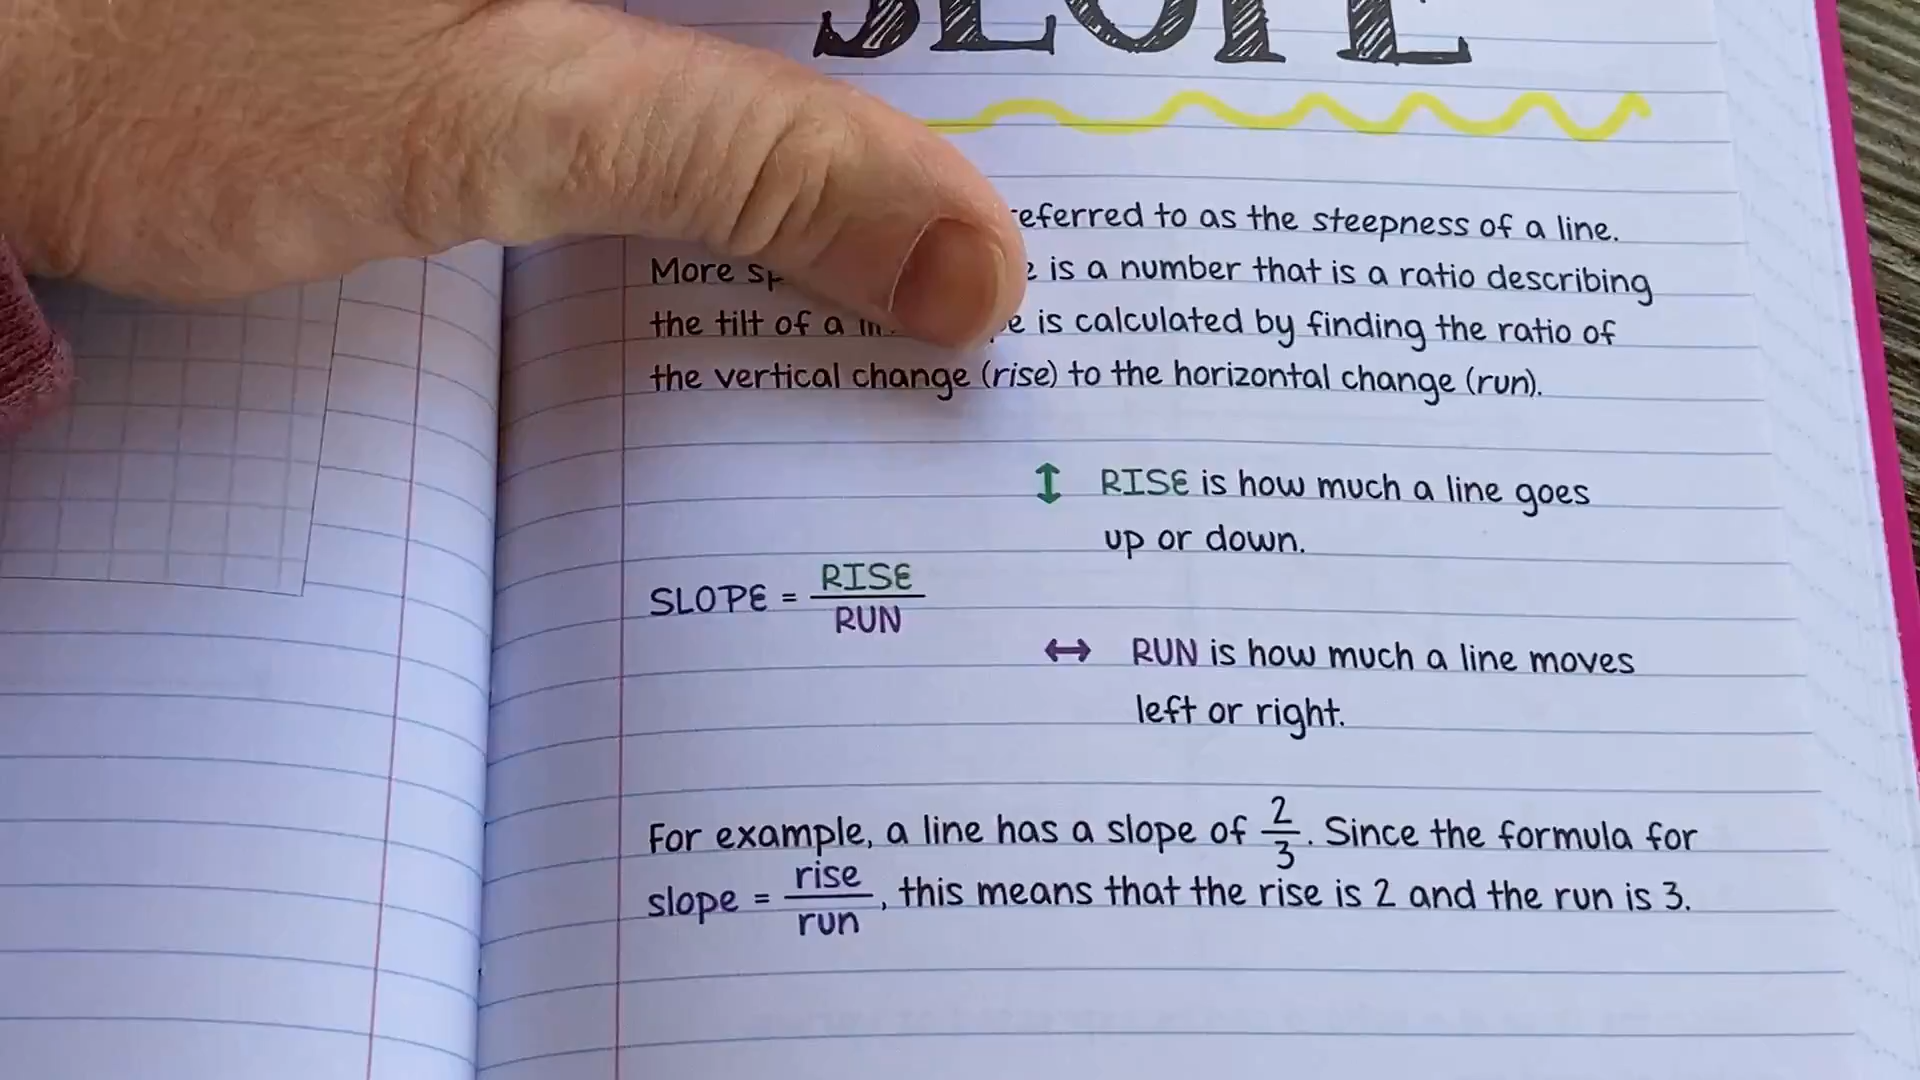 SLOPE
referred to as the steepness of a line.
More is a number that is a ratio describing
the tilt of a is calculated by finding the ratio of
the vertical change (rise) to the horizontal change (run).
↕ RISE is how much a line goes
up or down.
SLOPE = RISE
RUN
↔ RUN is how much a line moves
left or right.
For example, a line has a slope of 2/3. Since the formula for
slope = rise/run, this means that the rise is 2 and the run is 3.